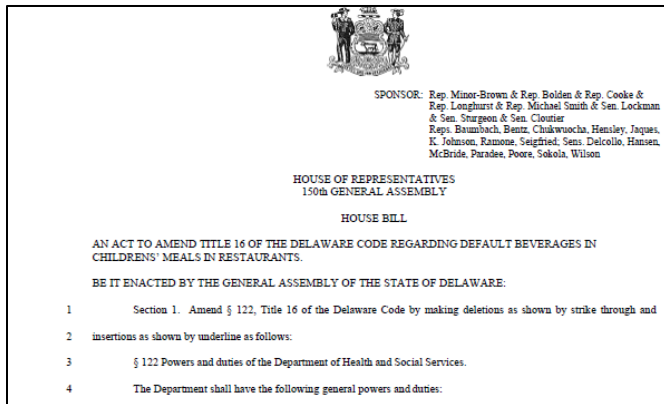 SPONSOR: Rep. Minor-Brown & Rep. Bolden & Rep. Cooke &
Rep. Longhurst & Rep. Michael Smith & Sen. Lockman
& Sen. Sturgeon & Sen. Cloutier
Reps. Baumbach, Bentz, Chukwuocha, Hensley, Jaques,
K. Johnson, Ramone, Seigfried; Sens. Delcollo, Hansen,
McBride, Paradee, Poore, Sokola, Wilson
HOUSE OF REPRESENTATIVES
150th GENERAL ASSEMBLY
HOUSE BILL
AN ACT TO AMEND TITLE 16 OF THE DELAWARE CODE REGARDING DEFAULT BEVERAGES IN
CHILDRENS' MEALS IN RESTAURANTS.
BE IT ENACTED BY THE GENERAL ASSEMBLY OF THE STATE OF DELAWARE:
1 Section 1. Amend § 122, Title 16 of the Delaware Code by making deletions as shown by strike through and
2 insertions as shown by underline as follows:
3 § 122 Powers and duties of the Department of Health and Social Services.
4 The Department shall have the following general powers and duties: